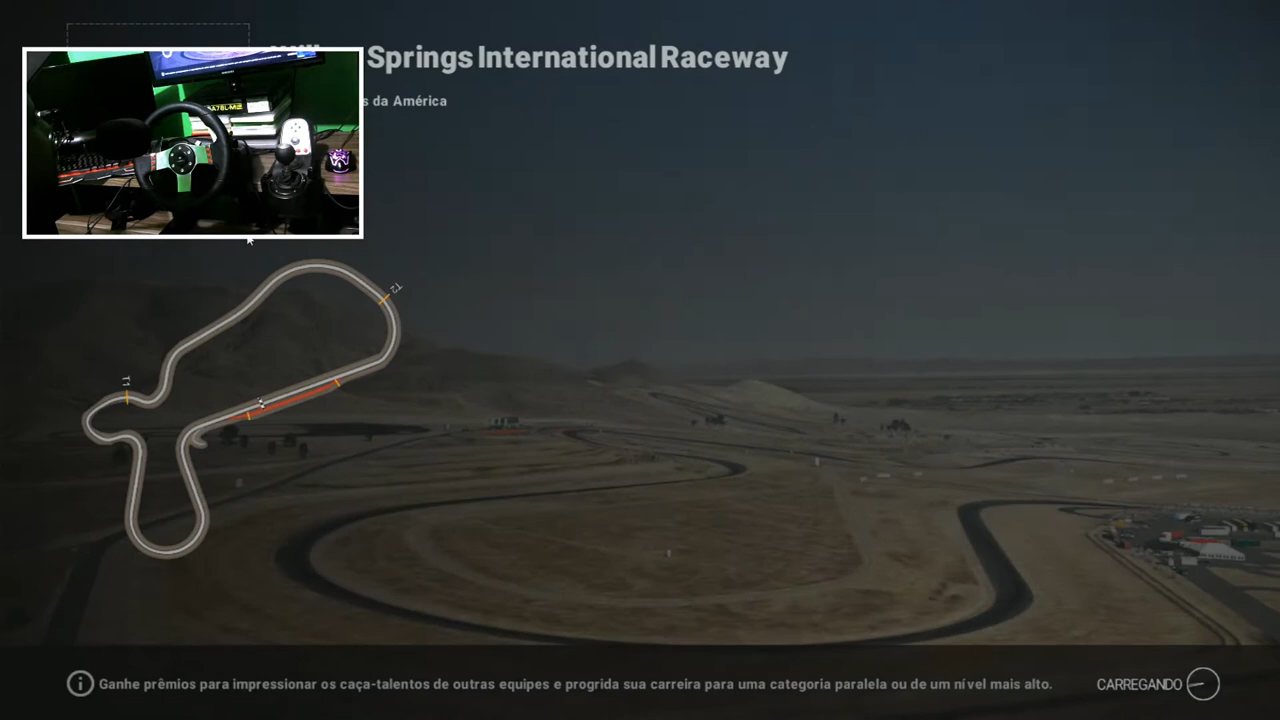 Springs International Raceway
s da América
T2
T1
Ganhe prêmios para impressionar os caça-talentos de outras equipes e progrida sua carreira para uma categoria paralela ou de um nível mais alto.
CARREGANDO